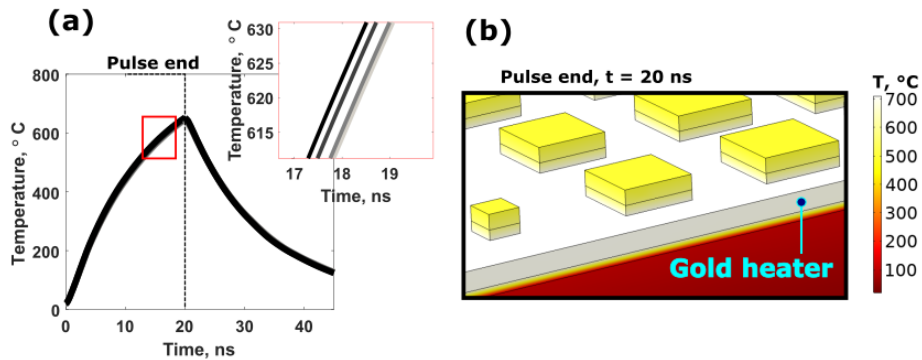 (a)
Pulse end
Temperature, ° C
800
600
400
200
0
0
10
20
30
40
Time, ns
Temperature, ° C
630
625
620
615
17
18
19
Time, ns
(b)
Pulse end, t = 20 ns
Gold heater
T, °C
700
600
500
400
300
200
100